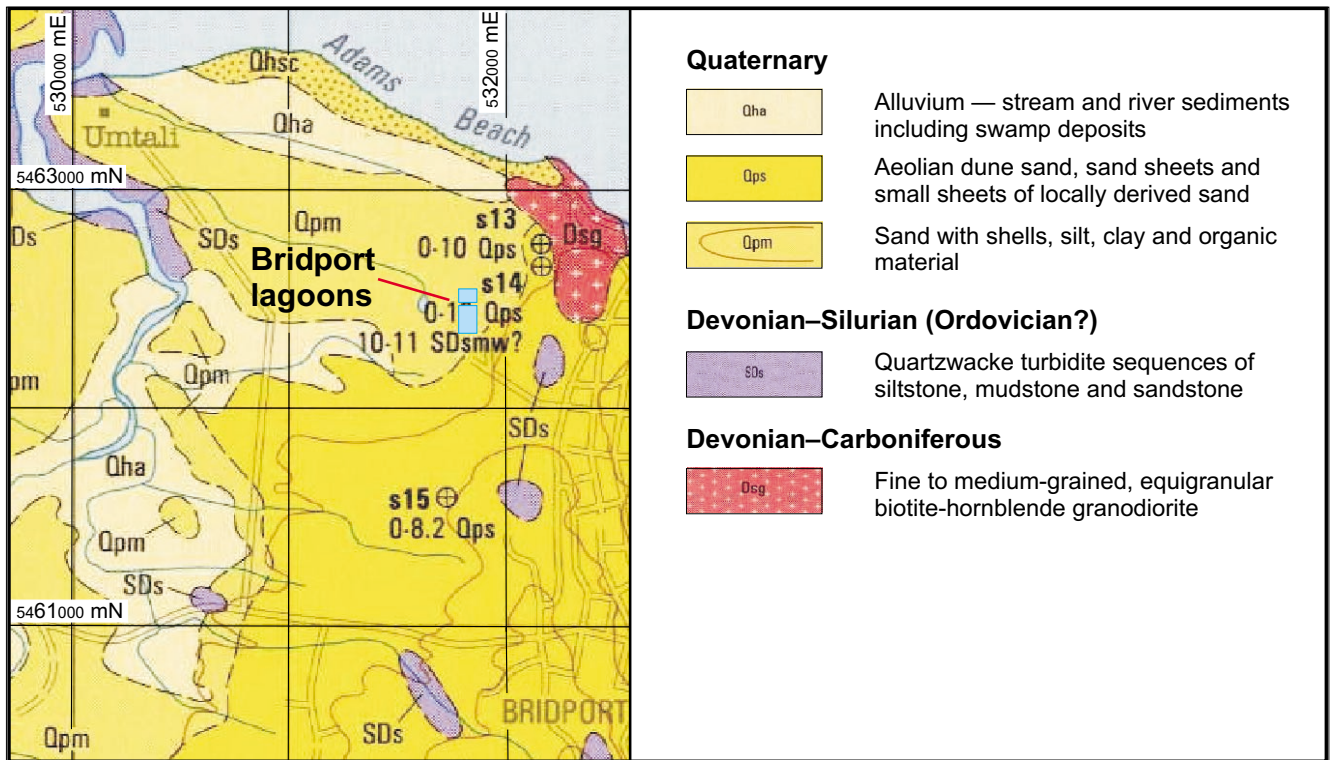 530000 mE
532000 mE
Qhsc
Adams
Beach
Qha
Umtali
5463000 mN
Ds
SDs
Qpm
s13
0-10 Qps
Dsg
Bridport
lagoons
s14
Qps
10-11 SDsmw?
Qpm
pm
SDs
Qha
s15
0-8.2 Qps
Qpm
SDs
5461000 mN
BRIDPORT
SDs
Qpm
Quaternary
Qha
Alluvium — stream and river sediments
including swamp deposits
Qps
Aeolian dune sand, sand sheets and
small sheets of locally derived sand
Qpm
Sand with shells, silt, clay and organic
material
Devonian–Silurian (Ordovician?)
SDs
Quartzwacke turbidite sequences of
siltstone, mudstone and sandstone
Devonian–Carboniferous
Dsg
Fine to medium-grained, equigranular
biotite-hornblende granodiorite